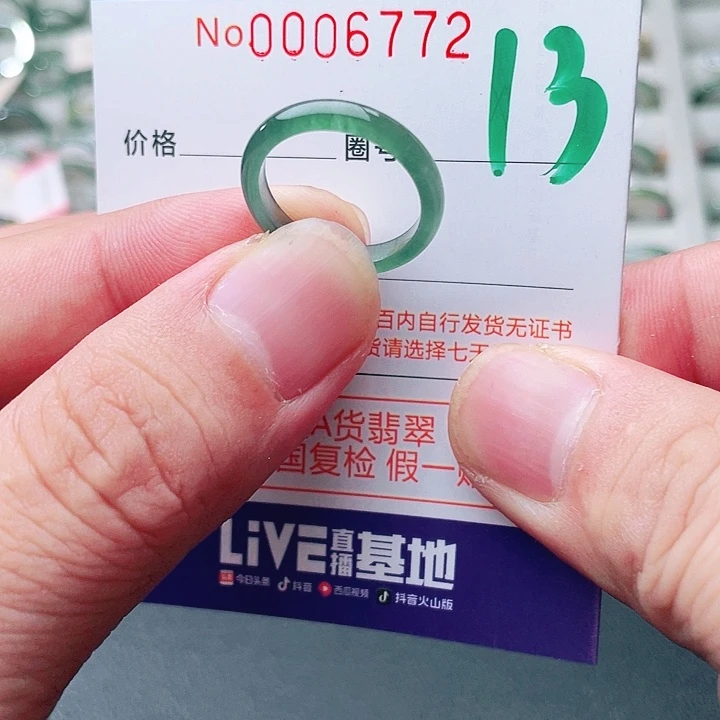 No.0006772
13
价格 圈号
百内自行发货无证书
货请选择七天
A货翡翠
国复检 假一
LiVE直播基地
今日头条 抖音 西瓜视频 抖音火山版